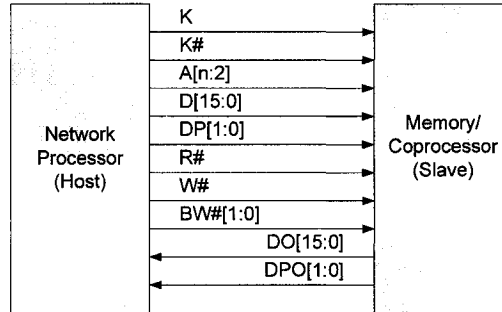 K
K#
A[n:2]
D[15:0]
DP[1:0]
R#
W#
BW#[1:0]
DO[15:0]
DPO[1:0]
Network
Processor
(Host)
Memory/
Coprocessor
(Slave)